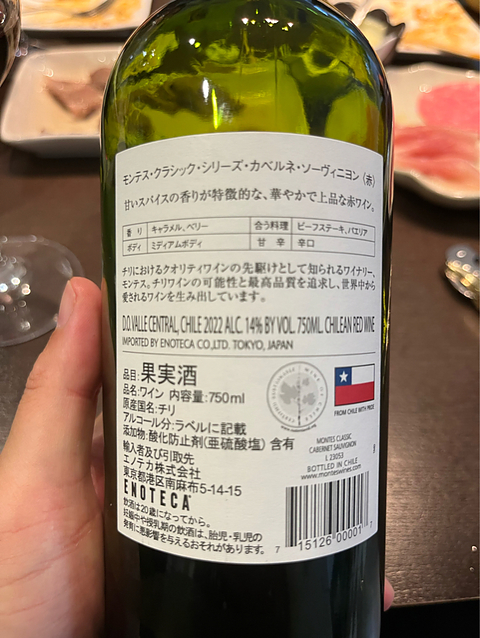 モンテス・クラシック・シリーズ・カベルネ・ソーヴィニヨン（赤）
甘いスパイスの香りが特徴的な、華やかで上品な赤ワイン。
香り キャラメル、ベリー 合う料理 ビーフステーキ、パエリア
ボディ ミディアムボディ 甘辛 辛口
チリにおけるクオリティワインの先駆けとして知られるワイナリー、
モンテス。チリワインの可能性と最高品質を追求し、世界中から
愛されるワインを生み出しています。
D.O. VALLE CENTRAL, CHILE 2022 ALC. 14% BY VOL. 750ML. CHILEAN RED WINE
IMPORTED BY ENOTECA CO.,LTD. TOKYO, JAPAN
品目：果実酒
品名：ワイン 内容量：750ml
原産国名：チリ
アルコール分：ラベルに記載
添加物：酸化防止剤（亜硫酸塩）含有
輸入者及び引取先
エノテカ株式会社
東京都港区南麻布5-14-15
ENOTECA
飲酒は20歳になってから。
妊娠中や授乳期の飲酒は、胎児・乳児の
発育に悪影響を与えるおそれがあります。
FROM CHILE WITH PRIDE
MONTES CLASSIC
CABERNET SAUVIGNON
L 23053
BOTTLED IN CHILE
www.monteswines.com
7 15126 00001 7